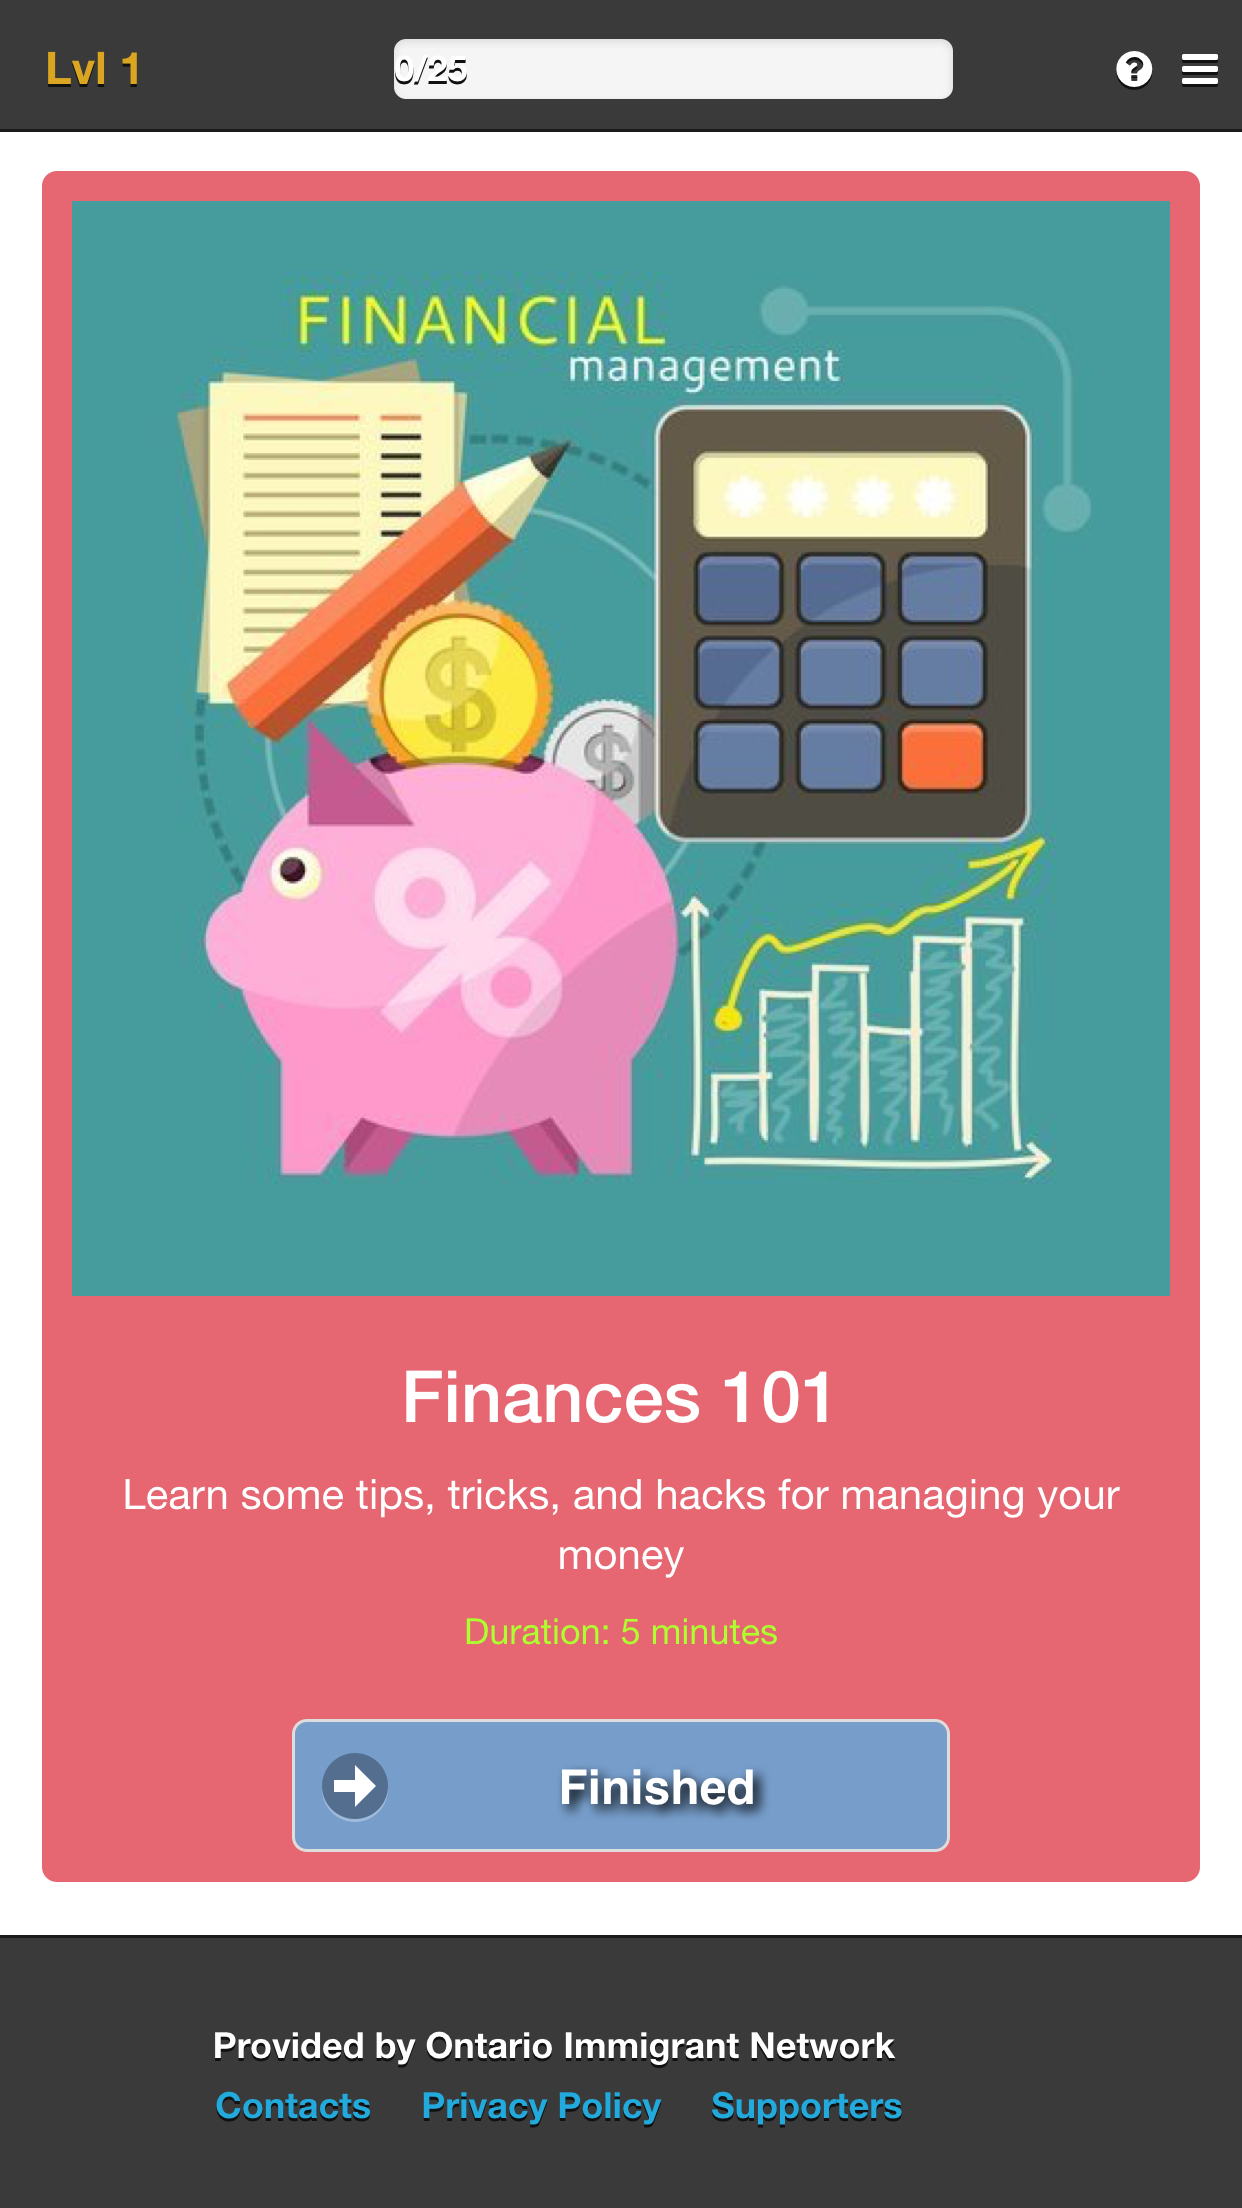 Lvl 1
0/25
FINANCIAL
management
$
$
%
Finances 101
Learn some tips, tricks, and hacks for managing your
money
Duration: 5 minutes
Finished
Provided by Ontario Immigrant Network
Contacts Privacy Policy Supporters